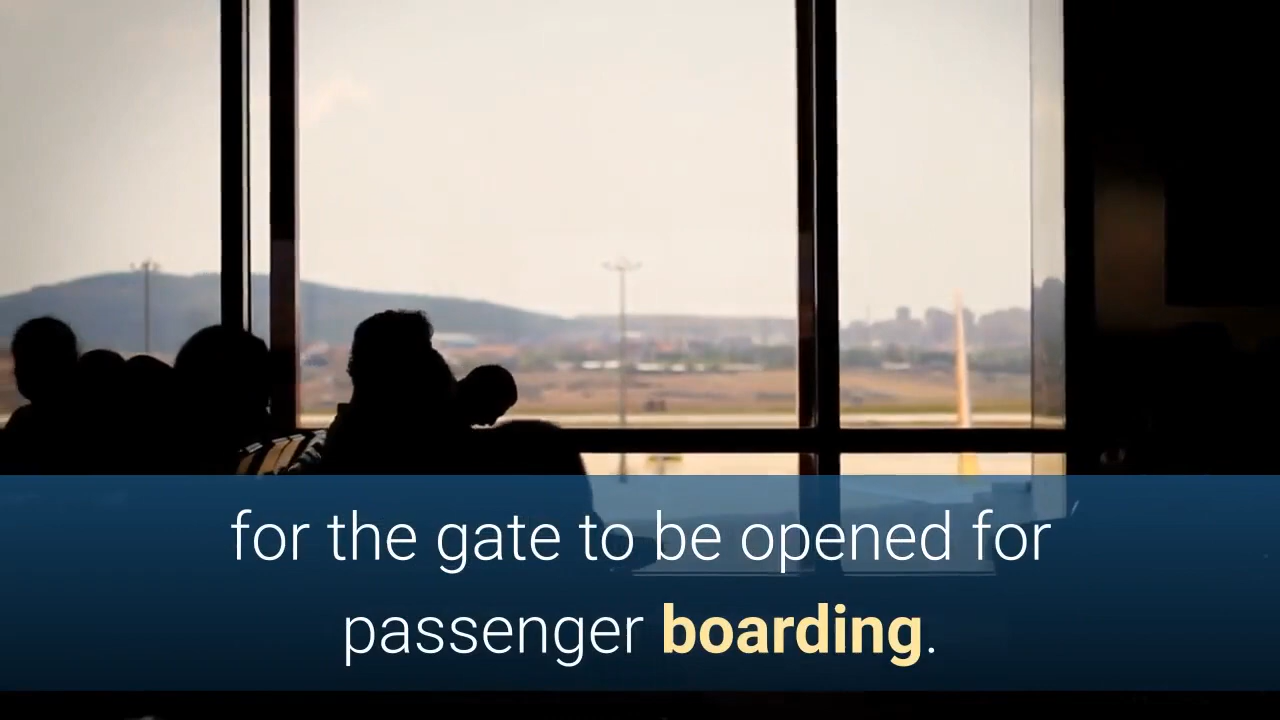 for the gate to be opened for
passenger boarding.